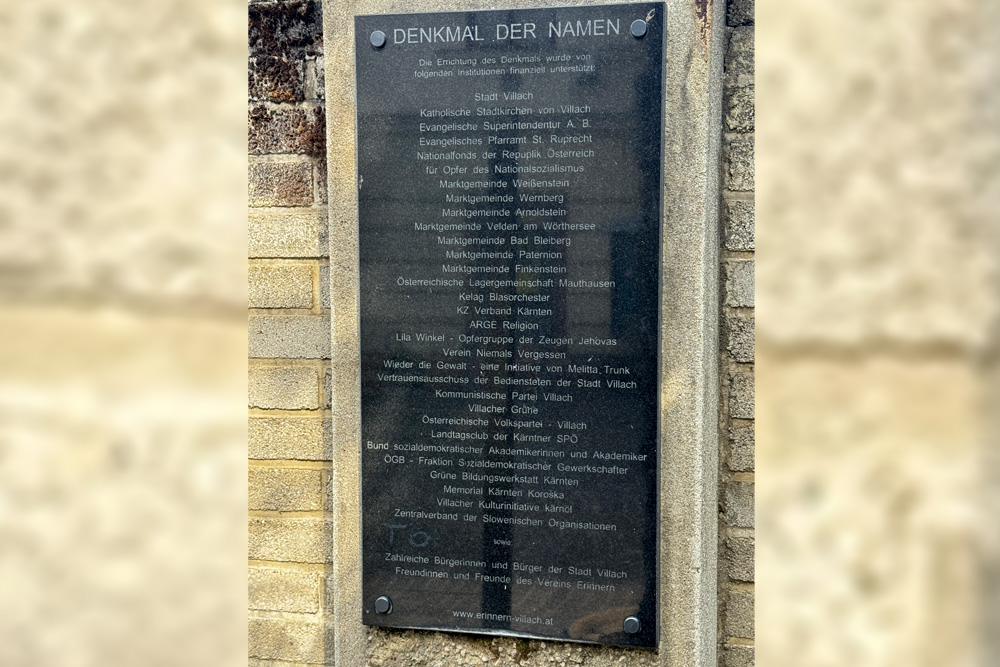 DENKMAL DER NAMEN
Die Errichtung des Denkmals wurde von
folgenden Institutionen finanziell unterstützt:
Stadt Villach
Katholische Stadtkirchen von Villach
Evangelische Superintendentur A. B.
Evangelisches Pfarramt St. Ruprecht
Nationalfonds der Repuplik Österreich
für Opfer des Nationalsozialismus
Marktgemeinde Weißenstein
Marktgemeinde Wernberg
Marktgemeinde Arnoldstein
Marktgemeinde Velden am Wörthersee
Marktgemeinde Bad Bleiberg
Marktgemeinde Paternion
Marktgemeinde Finkenstein
Österreichische Lagergemeinschaft Mauthausen
Kelag Blasorchester
KZ Verband Kärnten
ARGE Religion
Lila Winkel - Opfergruppe der Zeugen Jehovas
Verein Niemals Vergessen
Wieder die Gewalt - eine Initiative von Melitta Trunk
Vertrauensausschuss der Bediensteten der Stadt Villach
Kommunistische Partei Villach
Villacher Grüne
Österreichische Volkspartei - Villach
Landtagsclub der Kärntner SPÖ
Bund sozialdemokratischer Akademikerinnen und Akademiker
ÖGB - Fraktion Sozialdemokratischer Gewerkschafter
Grüne Bildungswerkstatt Kärnten
Memorial Kärnten Koroska
Villacher Kulturinitiative kärnöl
Zentralverband der Slowenischen Organisationen
TO
sowie
Zahlreiche Bürgerinnen und Bürger der Stadt Villach
Freundinnen und Freunde des Vereins Erinnern
www.erinnern-villach.at